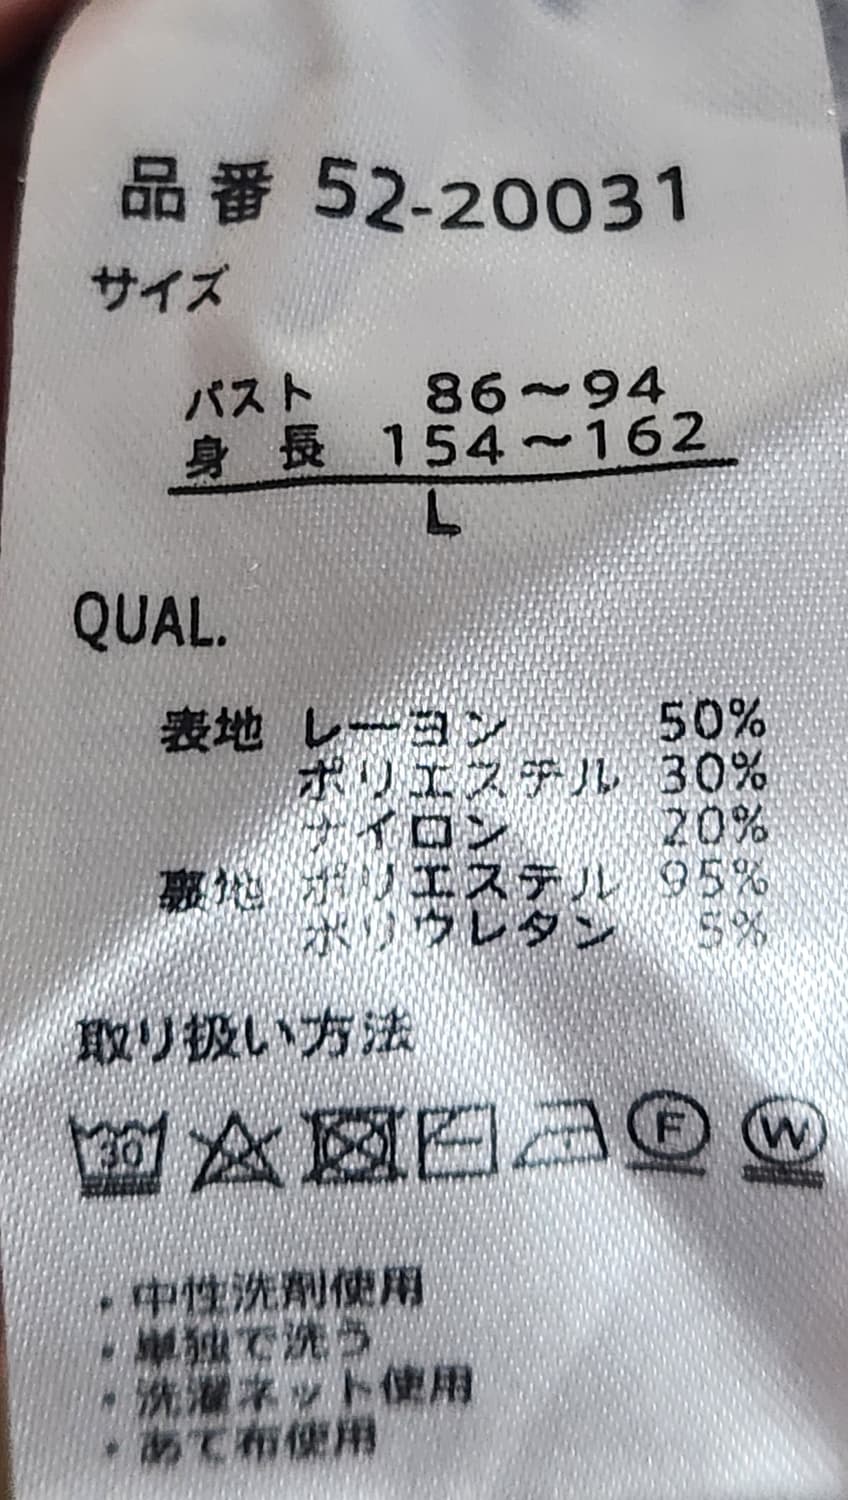 品番 52-20031
サイズ
バスト 86～94
身長 154～162
L
QUAL.
表地 レーヨン 50%
ポリエステル 30%
ナイロン 20%
裏地 ポリエステル 95%
ポリウレタン 5%
取り扱い方法
30 F W
・中性洗剤使用
・単独で洗う
・洗濯ネット使用
・あて布使用